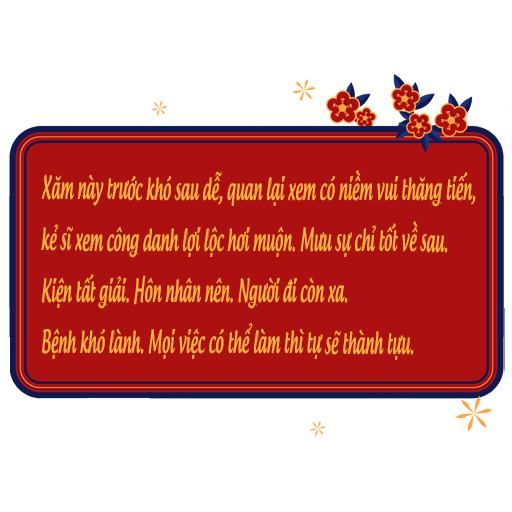 Xăm này trước khó sau dễ, quan lại xem có niềm vui thăng tiến,
kẻ sĩ xem công danh lợi lộc hơi muộn. Mưu sự chỉ tốt về sau.
Kiện tất giải. Hôn nhân nên. Người đi còn xa.
Bệnh khó lành. Mọi việc có thể làm thì tự sẽ thành tựu.